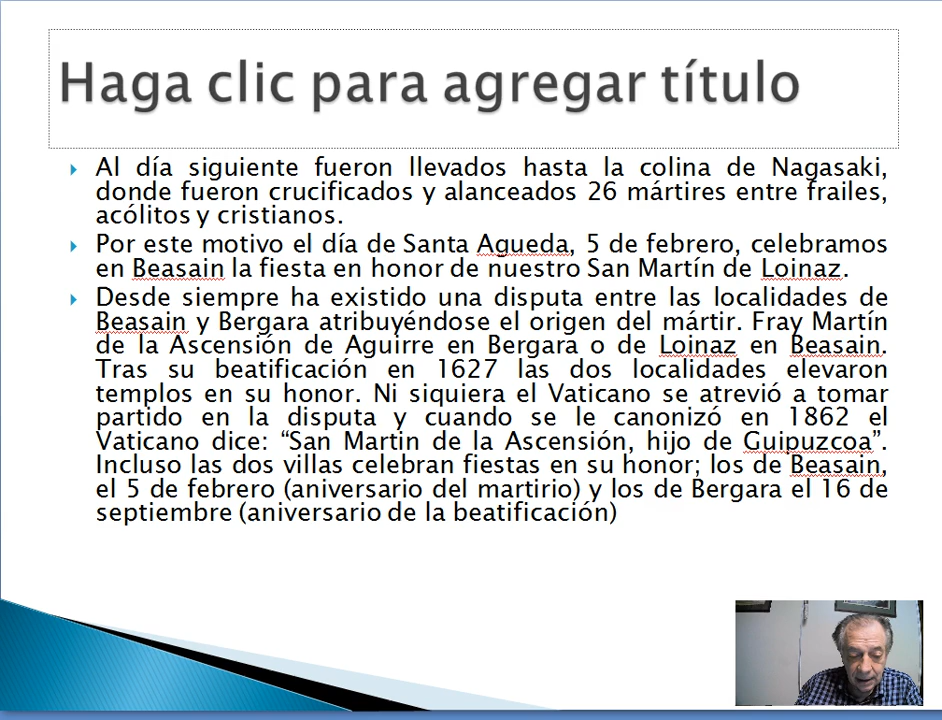 Haga clic para agregar título
Al día siguiente fueron llevados hasta la colina de Nagasaki,
donde fueron crucificados y alanceados 26 mártires entre frailes,
acólitos y cristianos.
Por este motivo el día de Santa Agueda, 5 de febrero, celebramos
en Beasain la fiesta en honor de nuestro San Martín de Loinaz.
Desde siempre ha existido una disputa entre las localidades de
Beasain y Bergara atribuyéndose el origen del mártir. Fray Martín
de la Ascensión de Aguirre en Bergara o de Loinaz en Beasain.
Tras su beatificación en 1627 las dos localidades elevaron
templos en su honor. Ni siquiera el Vaticano se atrevió a tomar
partido en la disputa y cuando se le canonizó en 1862 el
Vaticano dice: “San Martin de la Ascensión, hijo de Guipuzcoa”.
Incluso las dos villas celebran fiestas en su honor; los de Beasain,
el 5 de febrero (aniversario del martirio) y los de Bergara el 16 de
septiembre (aniversario de la beatificación)